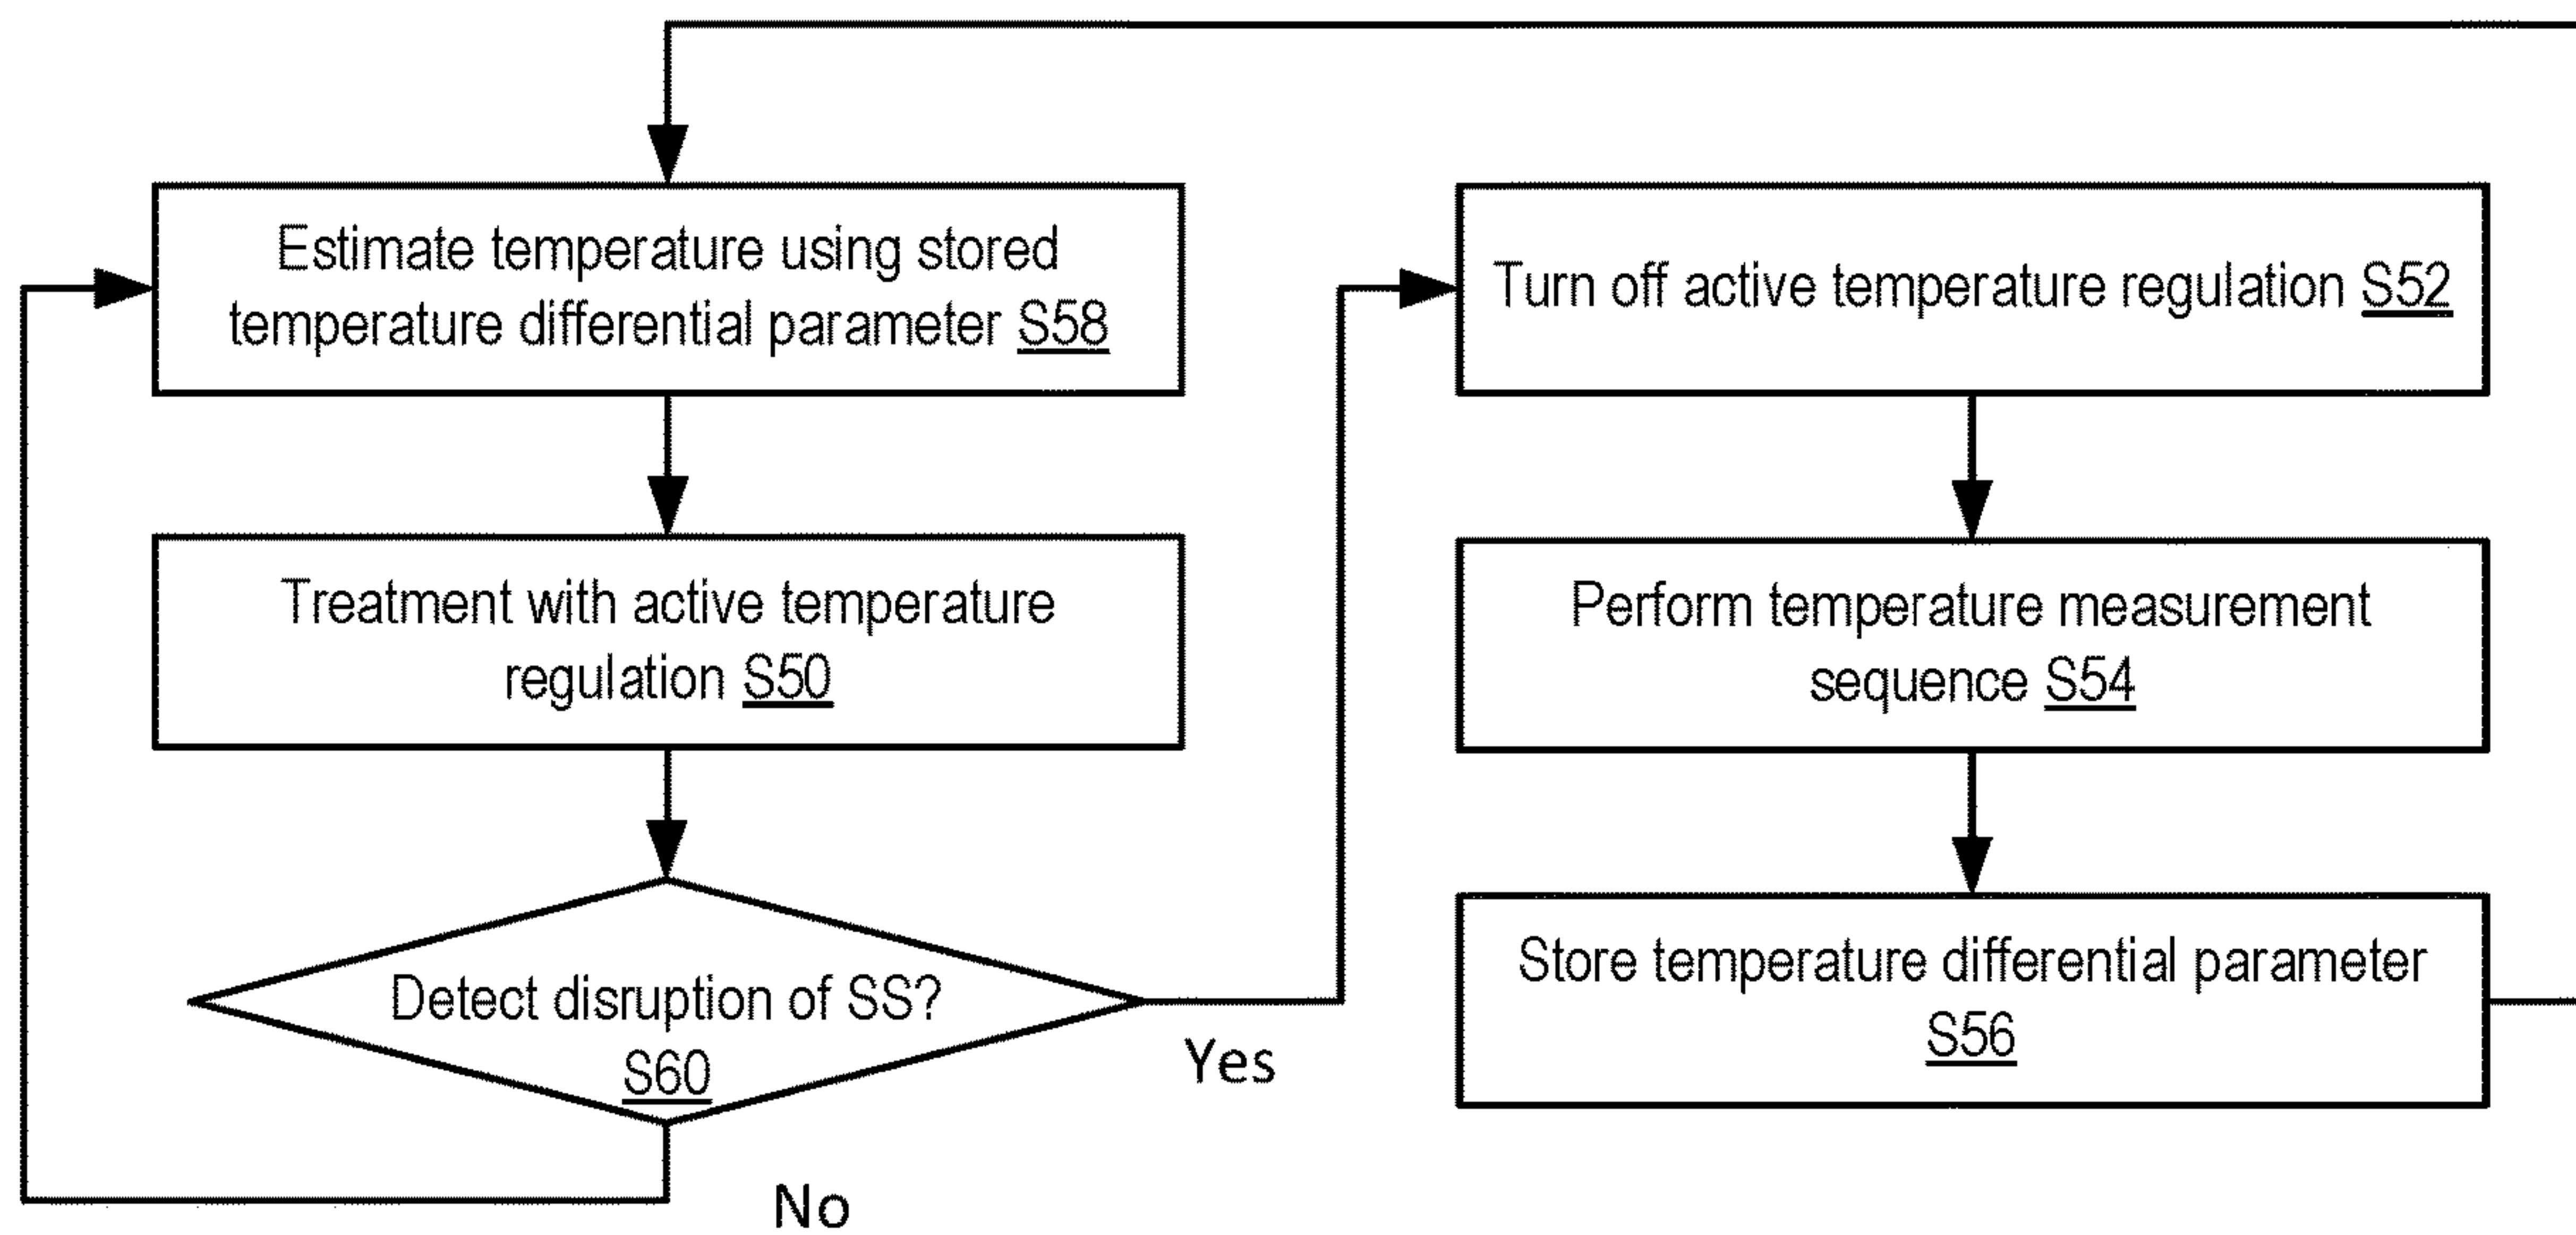 Estimate temperature using stored
temperature differential parameter S58
Treatment with active temperature
regulation S50
Detect disruption of SS?
S60
Yes
No
Turn off active temperature regulation S52
Perform temperature measurement
sequence S54
Store temperature differential parameter
S56